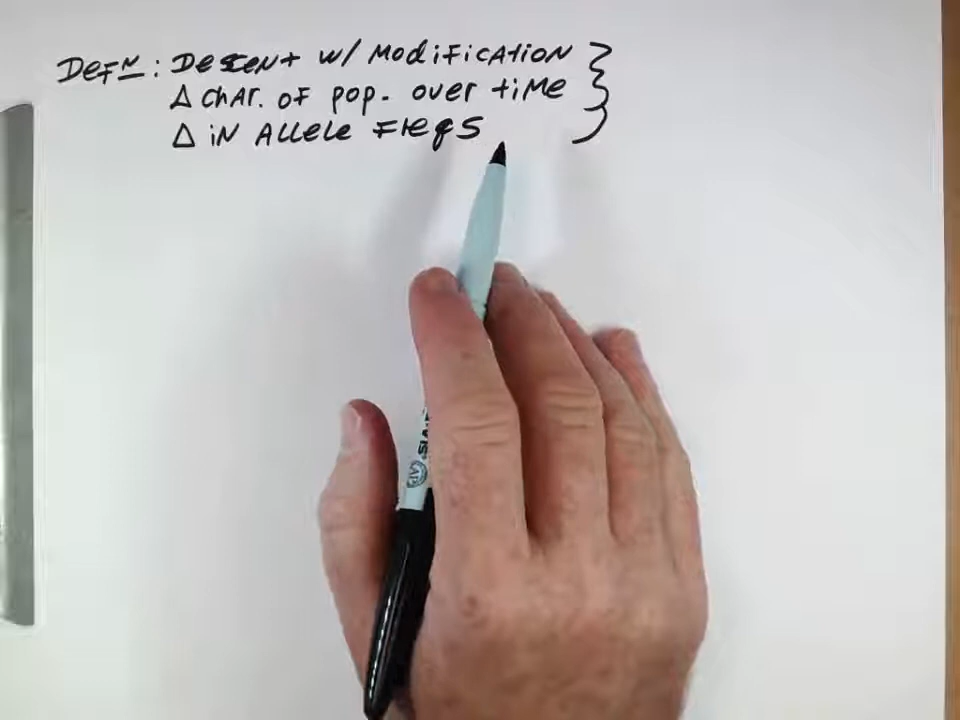 Defn: Descent w/ Modification
Δ char. of pop. over time
Δ in Allele Freqs